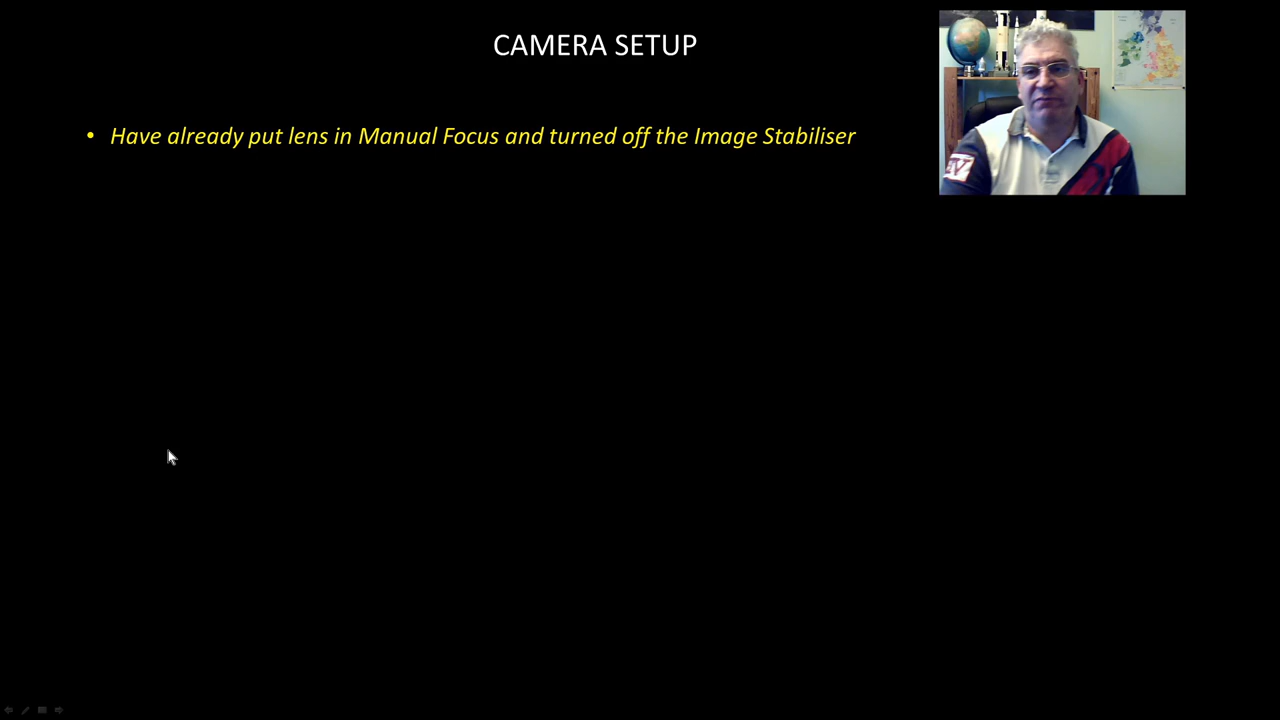 CAMERA SETUP
• Have already put lens in Manual Focus and turned off the Image Stabiliser